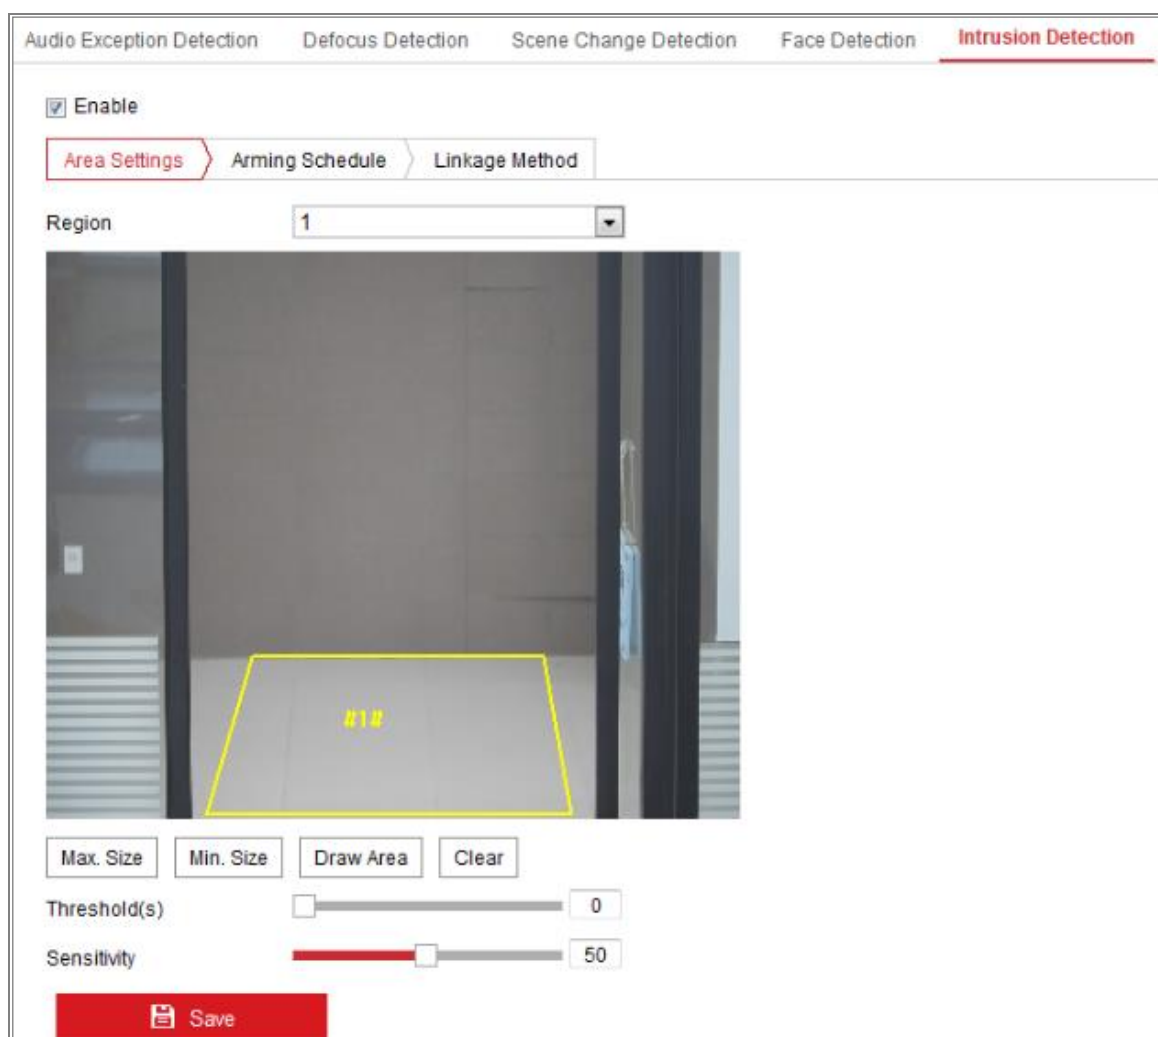 Audio Exception Detection Defocus Detection Scene Change Detection Face Detection Intrusion Detection
Enable
Area Settings Arming Schedule Linkage Method
Region 1
#1#
Max. Size Min. Size Draw Area Clear
Threshold(s) 0
Sensitivity 50
Save